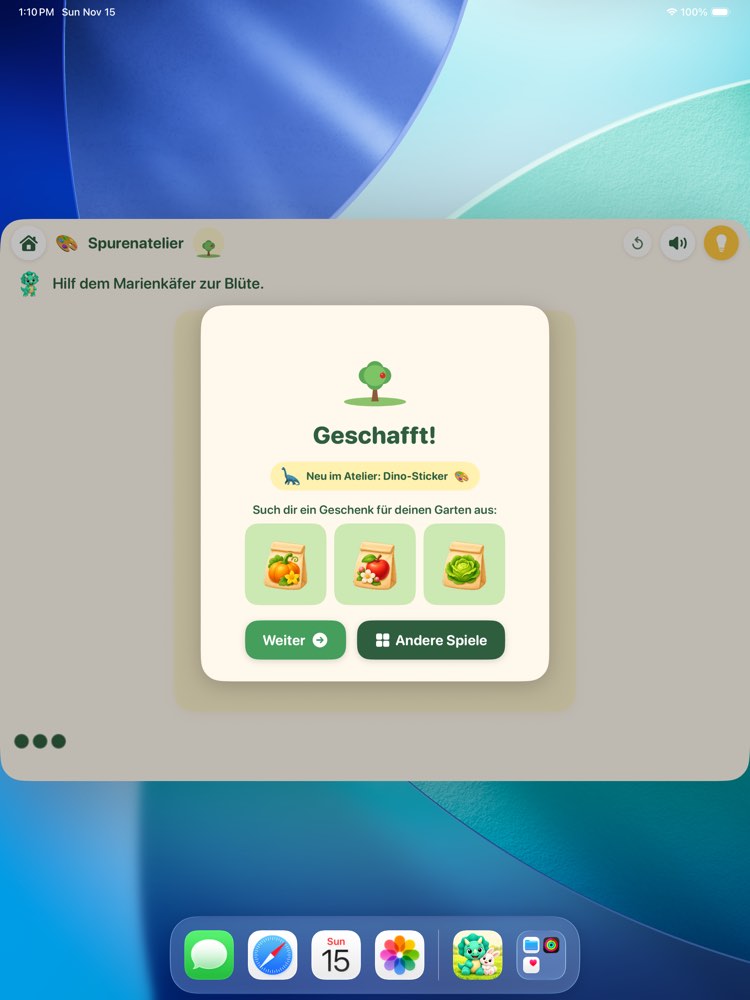 1:10 PM Sun Nov 15
100%
Spurenatelier
Hilf dem Marienkäfer zur Blüte.
Geschafft!
Neu im Atelier: Dino-Sticker
Such dir ein Geschenk für deinen Garten aus:
Weiter
Andere Spiele
Sun
15